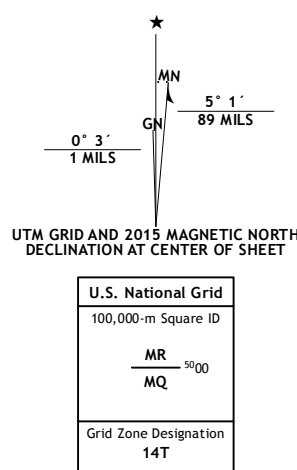 ★
MN
5° 1´
89 MILS
GN
0° 3´
1 MILS
UTM GRID AND 2015 MAGNETIC NORTH
DECLINATION AT CENTER OF SHEET
U.S. National Grid
100,000-m Square ID
MR
5000
MQ
Grid Zone Designation
14T